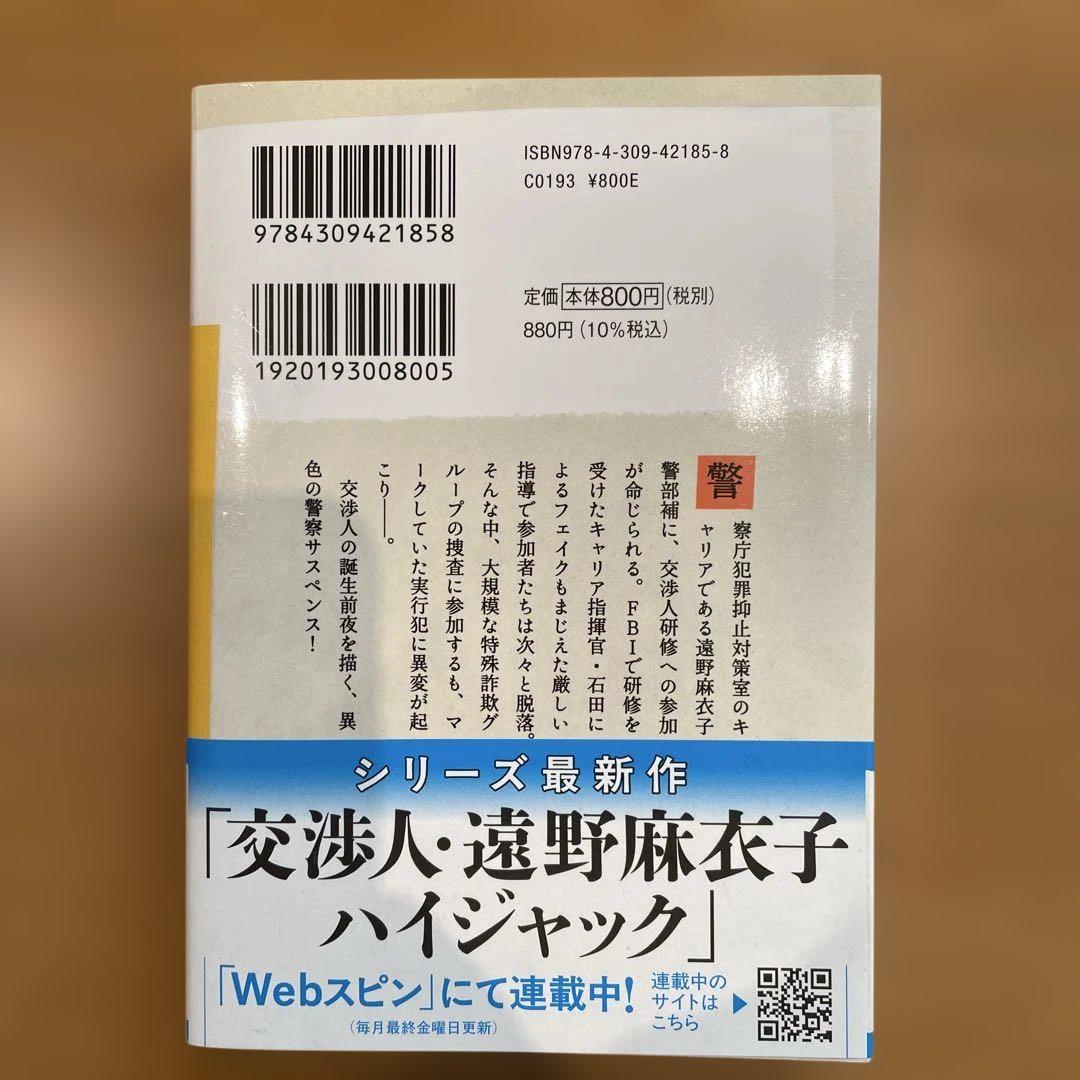 ISBN978-4-309-42185-8
C0193 ¥800E
9784309421858
定価 本体800円(税別)
880円(10%税込)
1920193008005
警察庁犯罪抑止対策室のキ
ャリアである遠野麻衣子
警部補に、交渉人研修への参加
が命じられる。FBIで研修を
受けたキャリア指揮官・石田に
よるフェイクもまじえた厳しい
指導で参加者たちは次々と脱落。
そんな中、大規模な特殊詐欺グ
ループの捜査に参加するも、マ
ークしていた実行犯に異変が起
こり——。
交渉人の誕生前夜を描く、異
色の警察サスペンス!
シリーズ最新作
「交渉人・遠野麻衣子
ハイジャック」
「Webスピン」にて連載中!
(毎月最終金曜日更新)
連載中の
サイトは
こちら